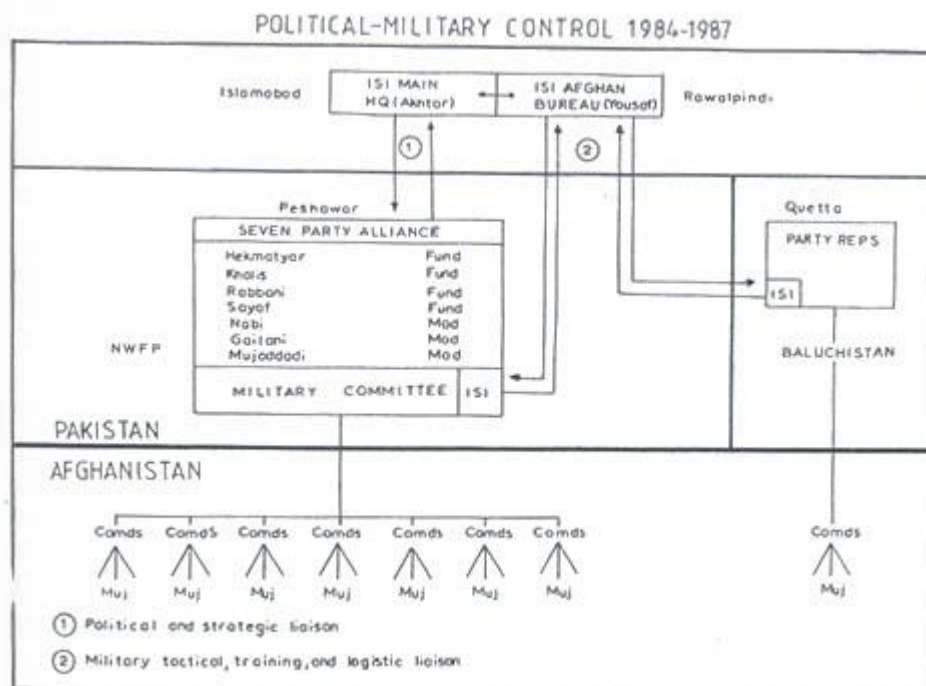 POLITICAL-MILITARY CONTROL 1984-1987
Islamabad
ISI MAIN
HQ (Akhtar)
ISI AFGHAN
BUREAU (Yousaf)
Rawalpindi
1
2
Peshawar
SEVEN PARTY ALLIANCE
Hekmatyar Fund
Khalis Fund
Rabbani Fund
Sayaf Fund
Nabi Mod
Gailani Mod
Mujaddadi Mod
MILITARY COMMITTEE ISI
NWFP
Quetta
PARTY REPS
ISI
BALUCHISTAN
PAKISTAN
AFGHANISTAN
Comds ComdS Comds Comds Comds Comds Comds Comds
Muj Muj Muj Muj Muj Muj Muj Muj
1 Political and strategic liaison
2 Military tactical, training, and logistic liaison